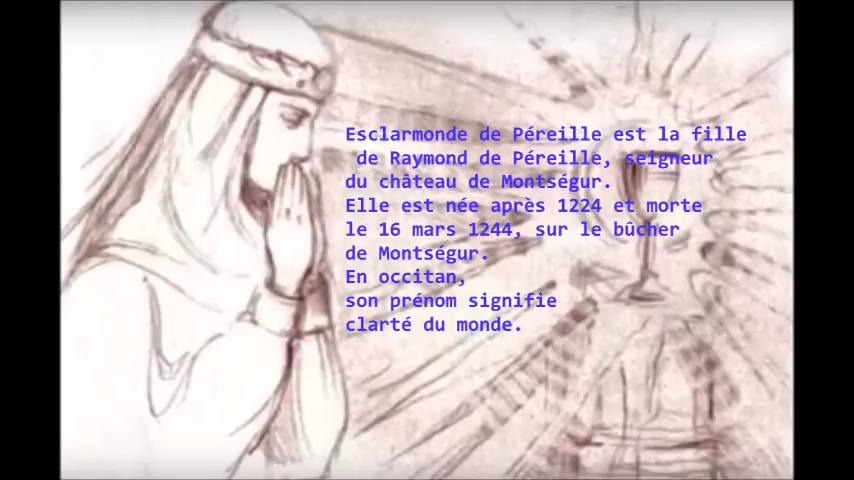 Esclarmonde de Péreille est la fille
de Raymond de Péreille, seigneur
du château de Montségur.
Elle est née après 1224 et morte
le 16 mars 1244, sur le bûcher
de Montségur.
En occitan,
son prénom signifie
clarté du monde.